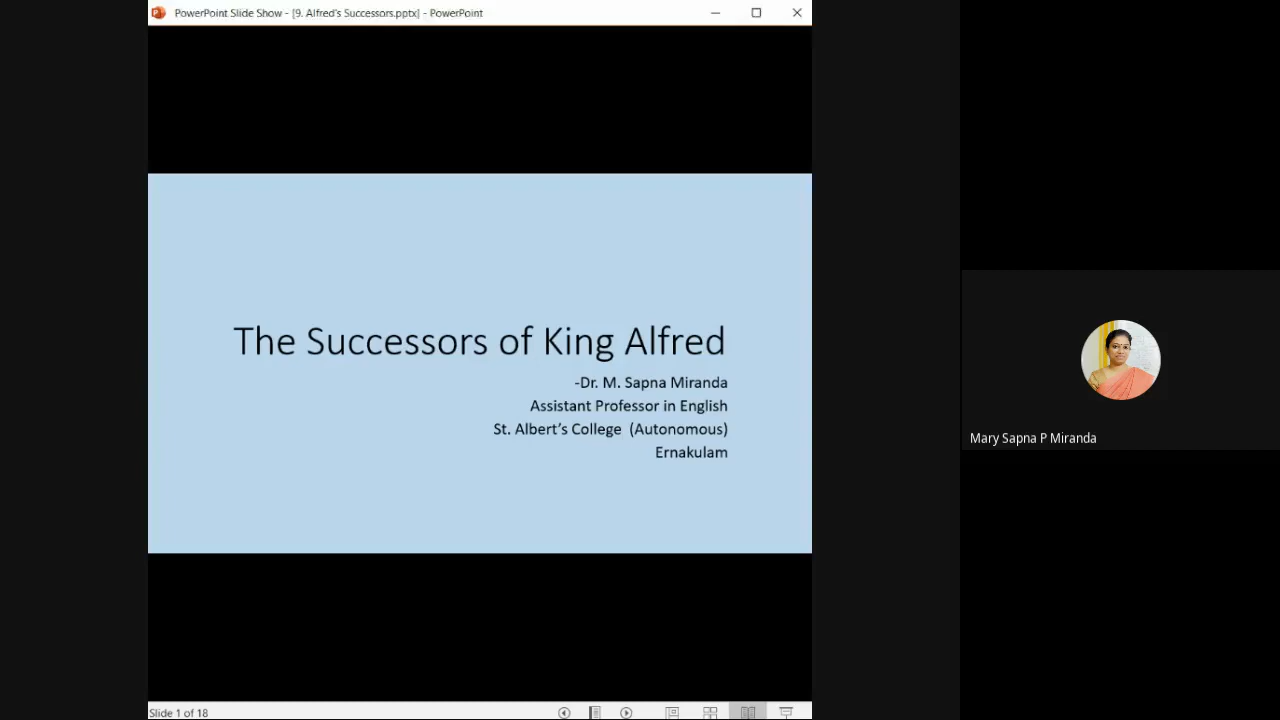 PowerPoint Slide Show - [9. Alfred's Successors.pptx] - PowerPoint
The Successors of King Alfred
-Dr. M. Sapna Miranda
Assistant Professor in English
St. Albert's College (Autonomous)
Ernakulam
Mary Sapna P Miranda
Slide 1 of 18